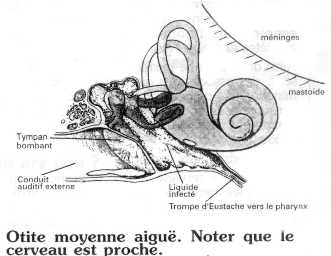 méninges
mastoïde
Tympan
bombant
Conduit
auditif externe
Liquide
infecté
Trompe d'Eustache vers le pharynx
Otite moyenne aiguë. Noter que le
cerveau est proche.